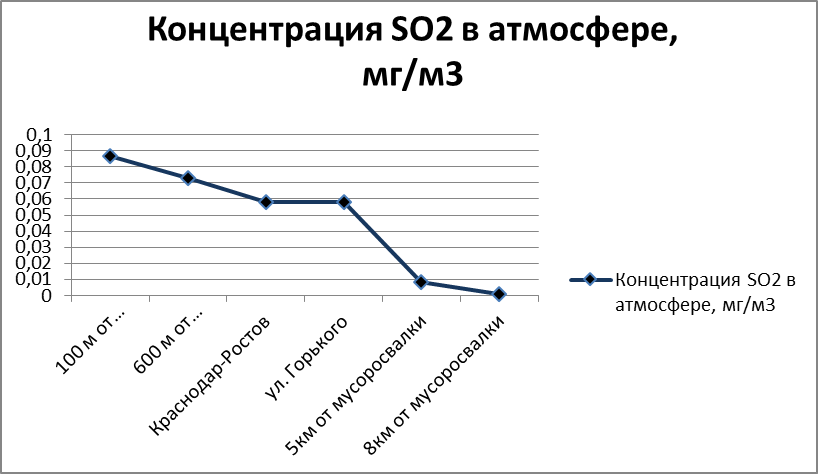 Концентрация SO2 в атмосфере,
мг/м3
0,1
0,09
0,08
0,07
0,06
0,05
0,04
0,03
0,02
0,01
0
100 м от...
600 м от...
Краснодар-Ростов
ул. Горького
5км от мусоросвалки
8км от мусоросвалки
Концентрация SO2 в
атмосфере, мг/м3